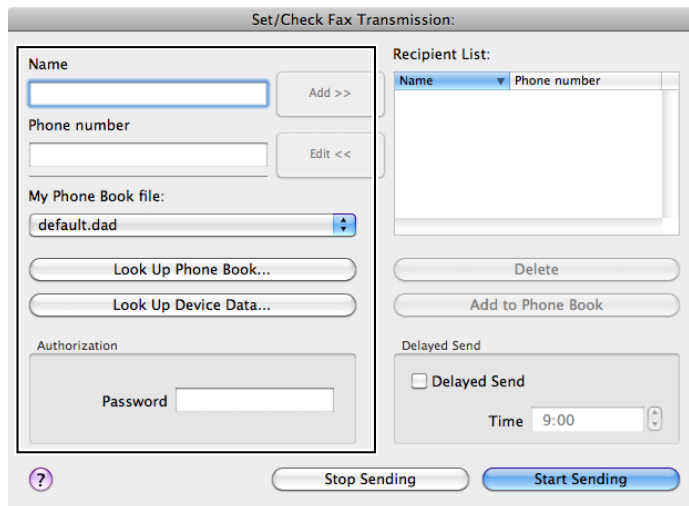 Set/Check Fax Transmission:
Name
Add >>
Phone number
Edit <<
My Phone Book file:
default.dad
Look Up Phone Book...
Look Up Device Data...
Authorization
Password
Recipient List:
Name Phone number
Delete
Add to Phone Book
Delayed Send
Delayed Send
Time 9:00
?
Stop Sending
Start Sending